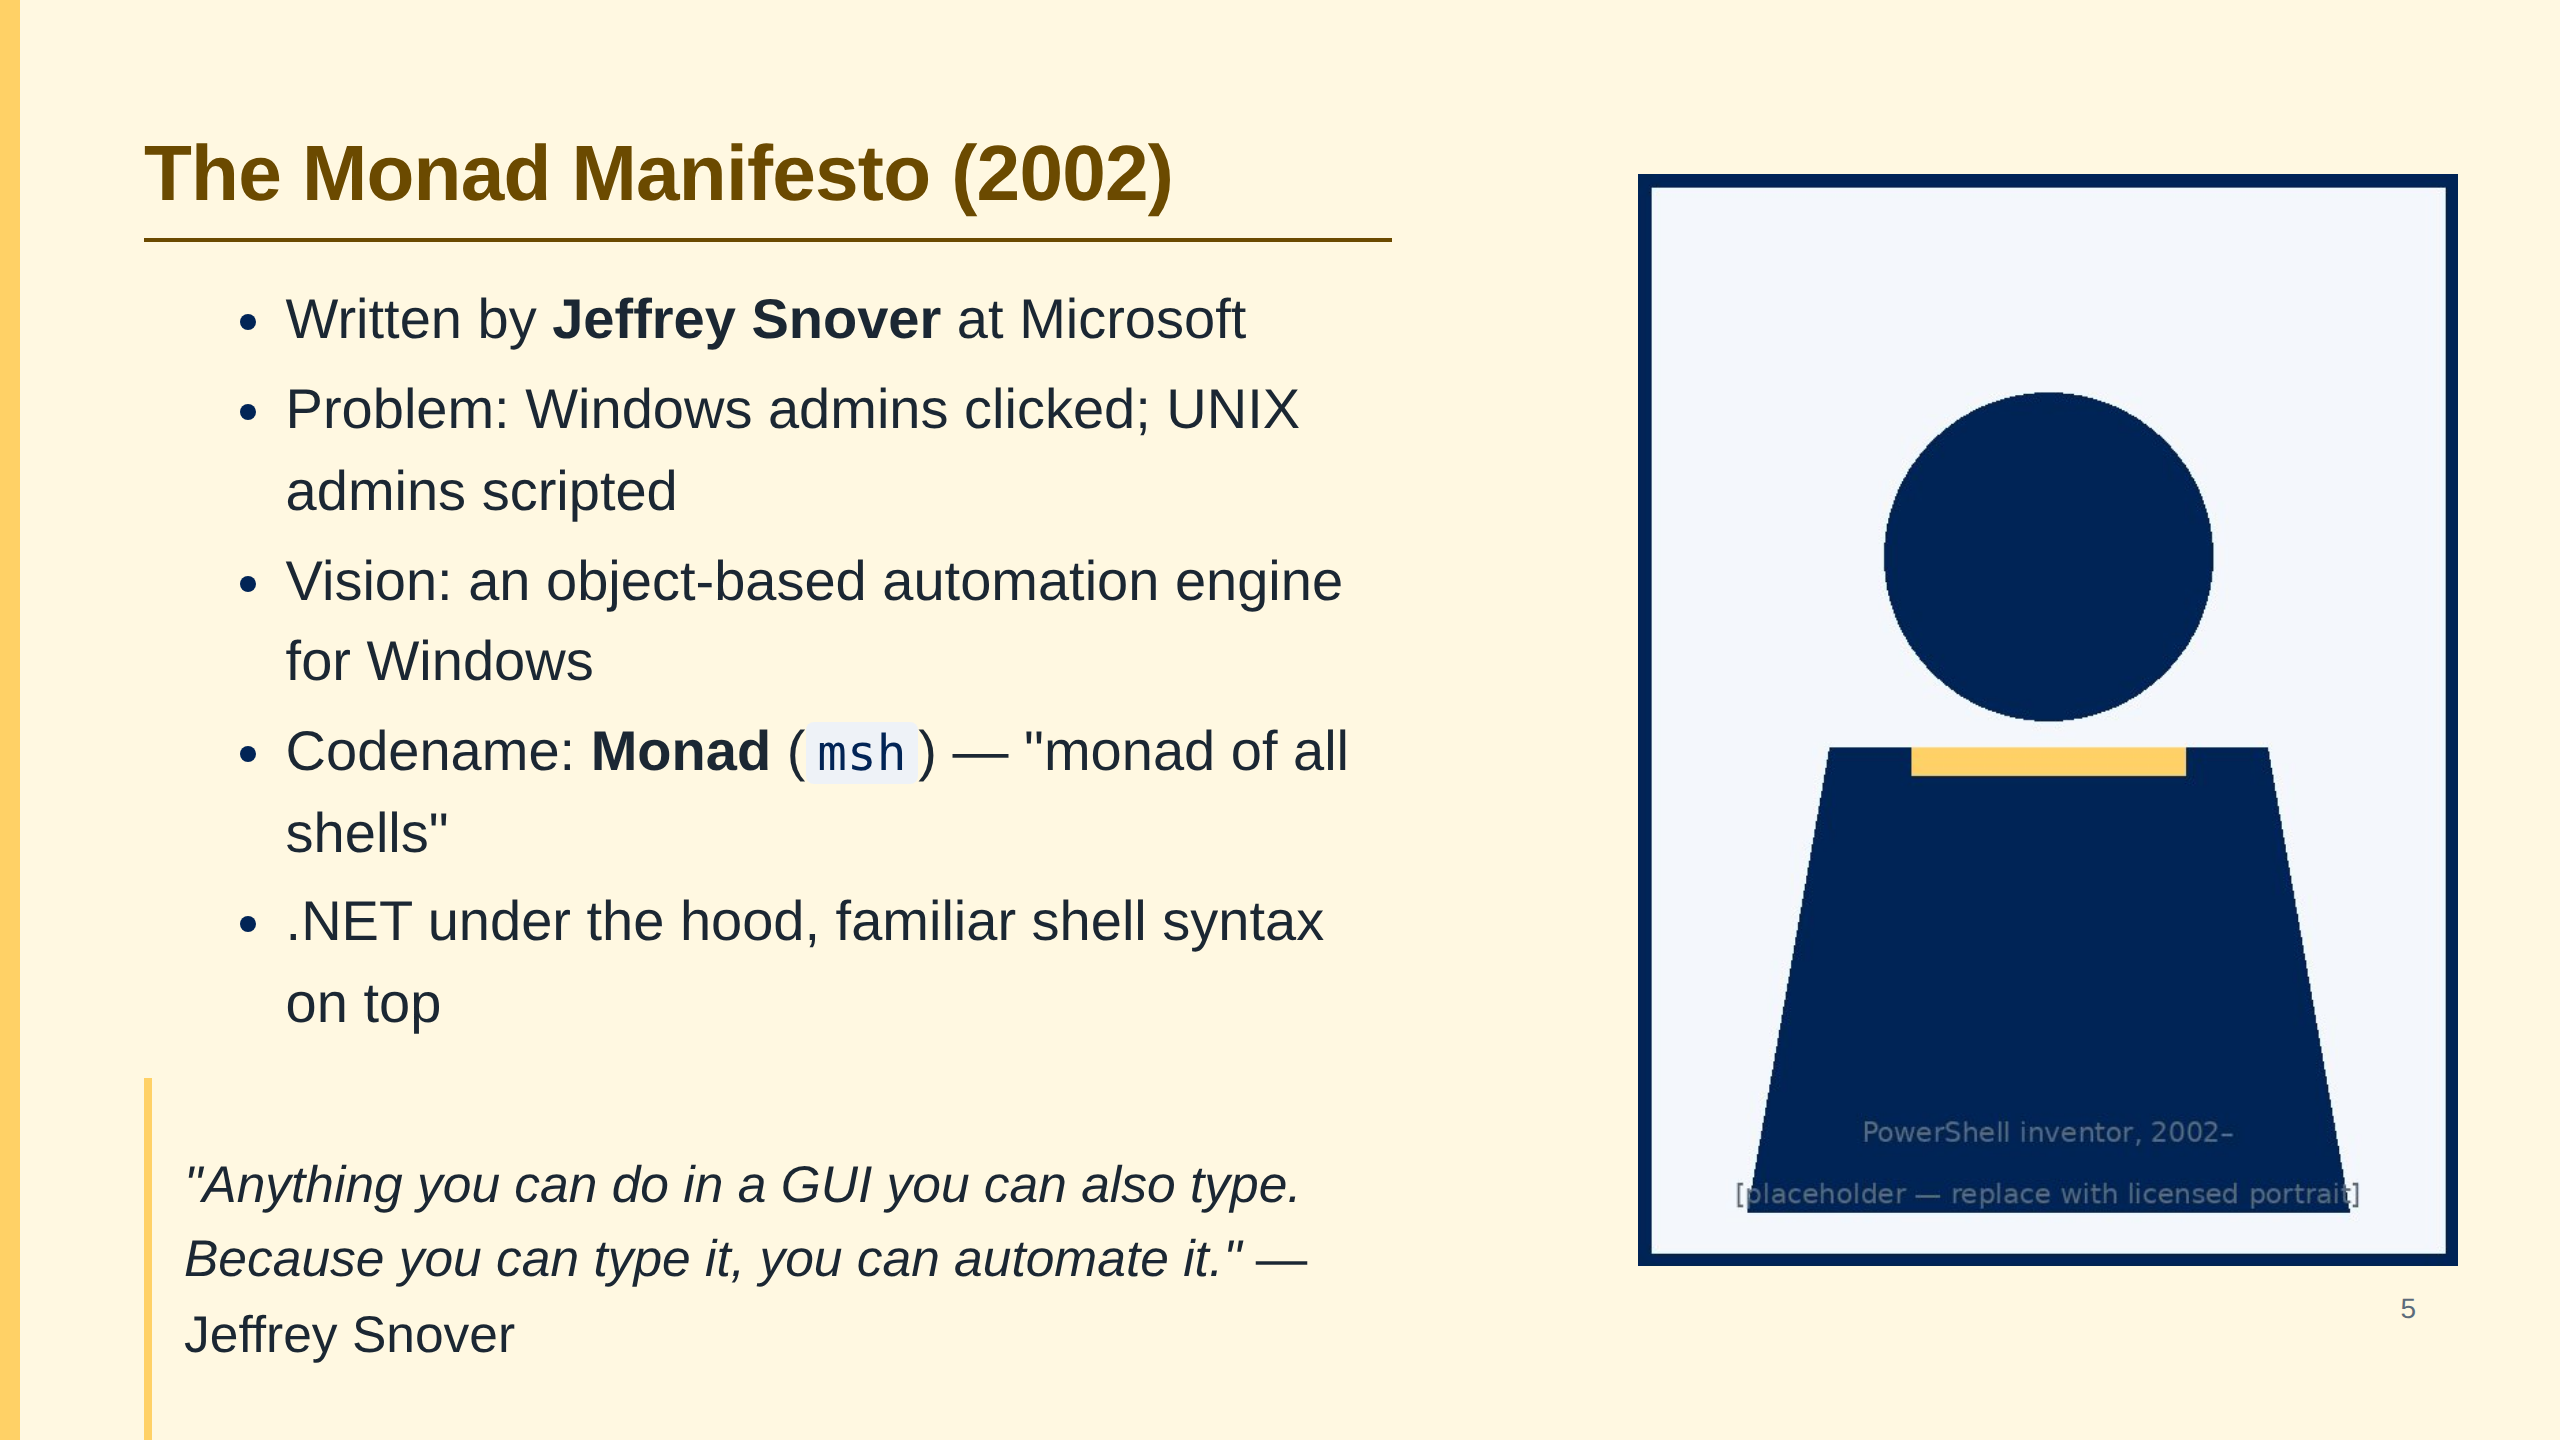 The Monad Manifesto (2002)
• Written by Jeffrey Snover at Microsoft
• Problem: Windows admins clicked; UNIX
admins scripted
• Vision: an object-based automation engine
for Windows
• Codename: Monad (msh) — "monad of all
shells"
• .NET under the hood, familiar shell syntax
on top
"Anything you can do in a GUI you can also type.
Because you can type it, you can automate it." —
Jeffrey Snover
PowerShell inventor, 2002–
[placeholder — replace with licensed portrait]
5